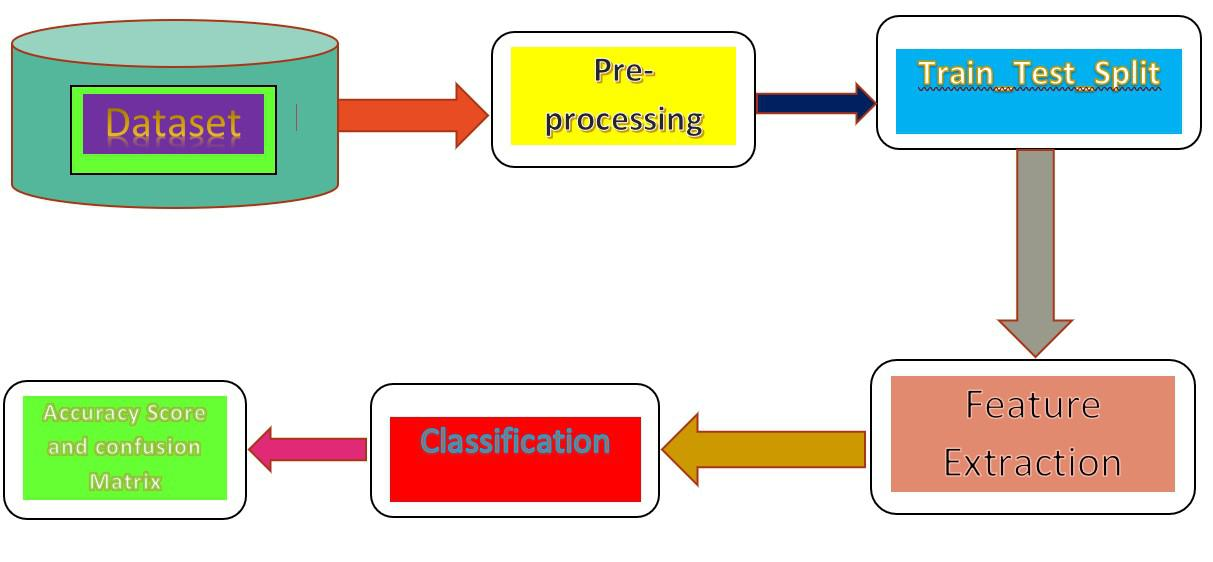 Dataset
Pre-
processing
Train_Test_Split
Feature
Extraction
Classification
Accuracy Score
and confusion
Matrix